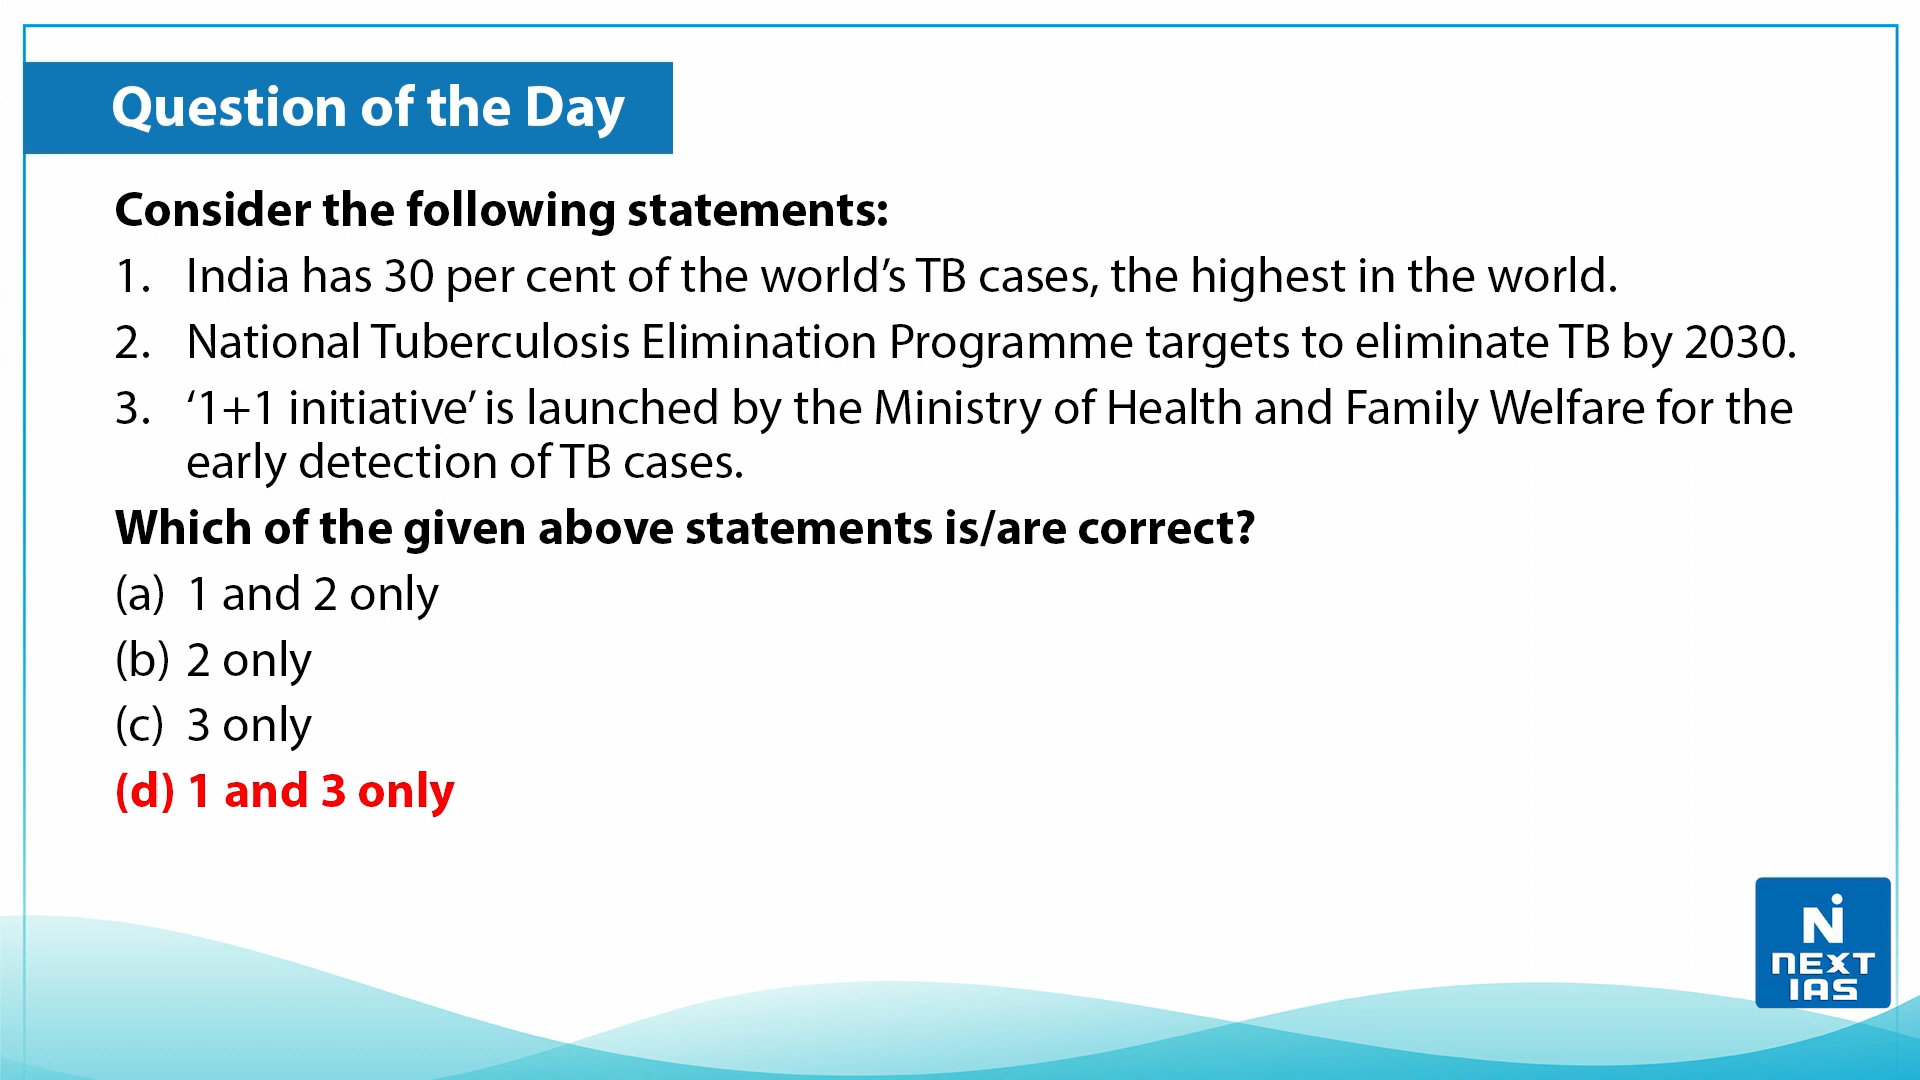 Question of the Day
Consider the following statements:
1. India has 30 per cent of the world’s TB cases, the highest in the world.
2. National Tuberculosis Elimination Programme targets to eliminate TB by 2030.
3. ‘1+1 initiative’ is launched by the Ministry of Health and Family Welfare for the
early detection of TB cases.
Which of the given above statements is/are correct?
(a) 1 and 2 only
(b) 2 only
(c) 3 only
(d) 1 and 3 only
N
NEXT
IAS